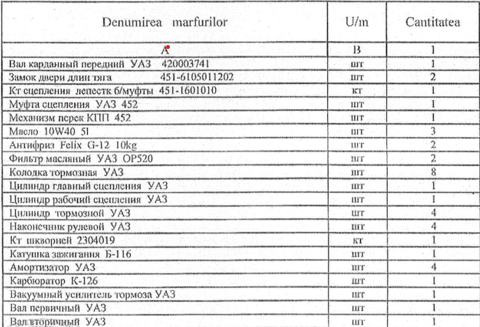 Denumirea marfurilor U/m Cantitatea
A B 1
Вал карданный передний УАЗ 420003741 шт 1
Замок двери длин тяга 451-6105011202 шт 2
Кт сцепления лепестк б/муфты 451-1601010 кт 1
Муфта сцепления УАЗ 452 шт 1
Механизм перек КПП 452 шт 1
Масло 10W40 5l шт 3
Антифриз Felix G-12 10kg шт 2
Фильтр масляный УАЗ OP520 шт 2
Колодка тормозная УАЗ шт 8
Цилиндр главный сцепления УАЗ шт 1
Цилиндр рабочий сцепления УАЗ шт 1
Цилиндр тормозной УАЗ шт 4
Наконечник рулевой УАЗ шт 4
Кт шкворней 2304019 кт 1
Катушка зажигания Б-116 шт 1
Амортизатор УАЗ шт 4
Карбюратор К-126 шт 1
Вакуумный усилитель тормоза УАЗ шт 1
Вал первичный УАЗ шт 1
Вал вторичный УАЗ шт 1